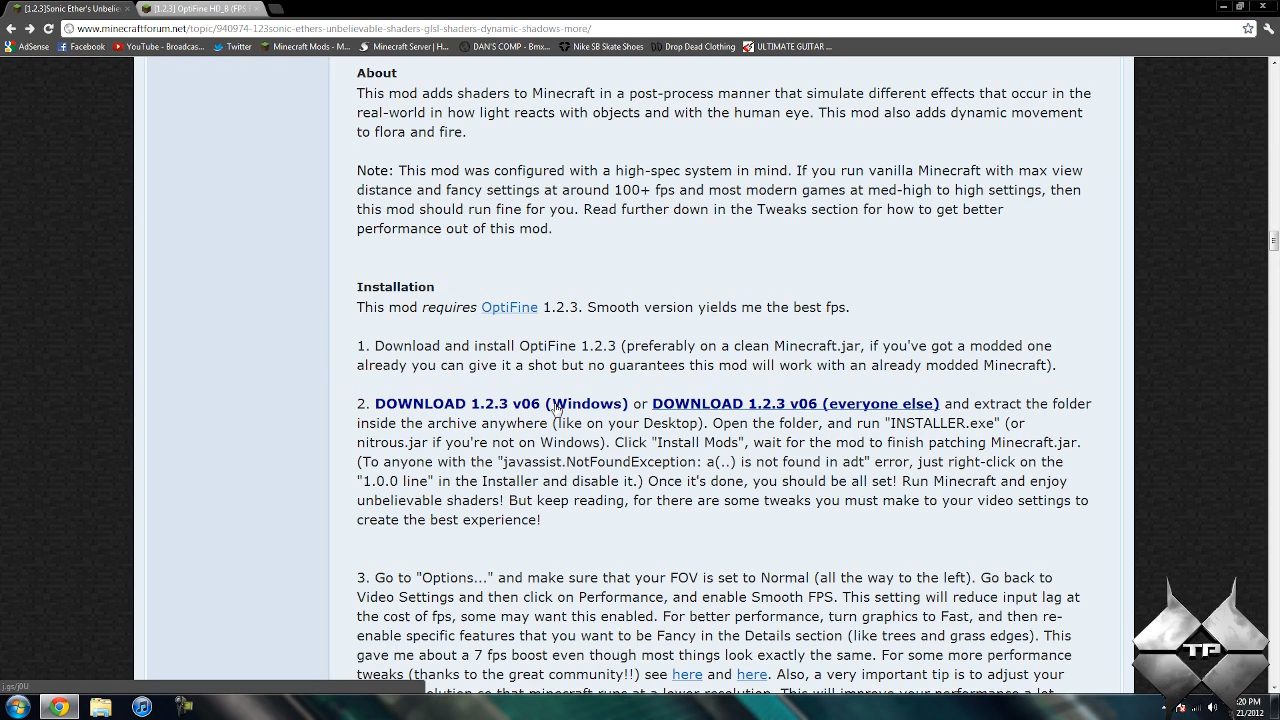 [1.2.3]Sonic Ether's Unbelie
[1.2.3] OptiFine HD_B (FPS
www.minecraftforum.net/topic/940974-123sonic-ethers-unbelievable-shaders-glsl-shaders-dynamic-shadows-more/
AdSense Facebook YouTube - Broadcas... Twitter Minecraft Mods - M... Minecraft Server | H... DAN'S COMP - Bmx... Nike SB Skate Shoes Drop Dead Clothing ULTIMATE GUITAR ...
About
This mod adds shaders to Minecraft in a post-process manner that simulate different effects that occur in the
real-world in how light reacts with objects and with the human eye. This mod also adds dynamic movement
to flora and fire.
Note: This mod was configured with a high-spec system in mind. If you run vanilla Minecraft with max view
distance and fancy settings at around 100+ fps and most modern games at med-high to high settings, then
this mod should run fine for you. Read further down in the Tweaks section for how to get better
performance out of this mod.
Installation
This mod requires OptiFine 1.2.3. Smooth version yields me the best fps.
1. Download and install OptiFine 1.2.3 (preferably on a clean Minecraft.jar, if you've got a modded one
already you can give it a shot but no guarantees this mod will work with an already modded Minecraft).
2. DOWNLOAD 1.2.3 v06 (Windows) or DOWNLOAD 1.2.3 v06 (everyone else) and extract the folder
inside the archive anywhere (like on your Desktop). Open the folder, and run "INSTALLER.exe" (or
nitrous.jar if you're not on Windows). Click "Install Mods", wait for the mod to finish patching Minecraft.jar.
(To anyone with the "javassist.NotFoundException: a(..) is not found in adt" error, just right-click on the
"1.0.0 line" in the Installer and disable it.) Once it's done, you should be all set! Run Minecraft and enjoy
unbelievable shaders! But keep reading, for there are some tweaks you must make to your video settings to
create the best experience!
3. Go to "Options..." and make sure that your FOV is set to Normal (all the way to the left). Go back to
Video Settings and then click on Performance, and enable Smooth FPS. This setting will reduce input lag at
the cost of fps, some may want this enabled. For better performance, turn graphics to Fast, and then re-
enable specific features that you want to be Fancy in the Details section (like trees and grass edges). This
gave me about a 7 fps boost even though most things look exactly the same. For some more performance
tweaks (thanks to the great community!!) see here and here. Also, a very important tip is to adjust your
so that minecraft runs at a lower resolution. This will improve your performance a lot
j.gs/j0U
TP
:20 PM
/21/2012